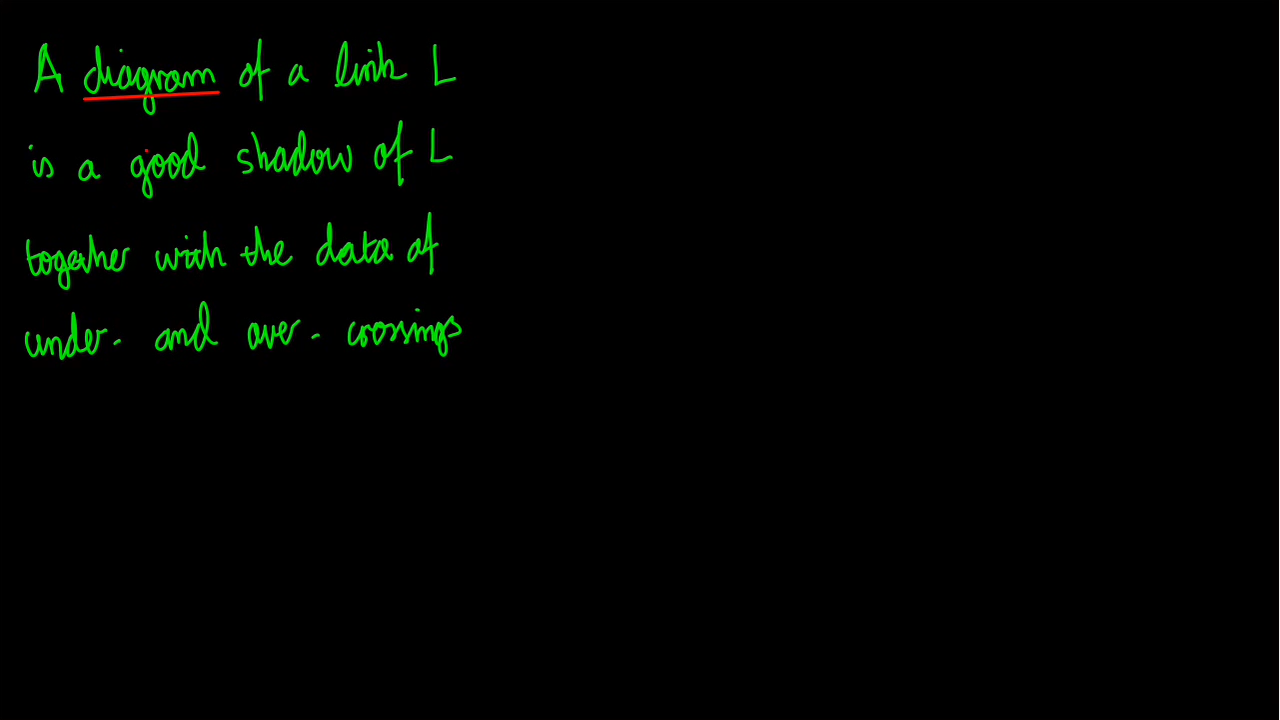 A diagram of a link L
is a good shadow of L
together with the data of
under- and over-crossings